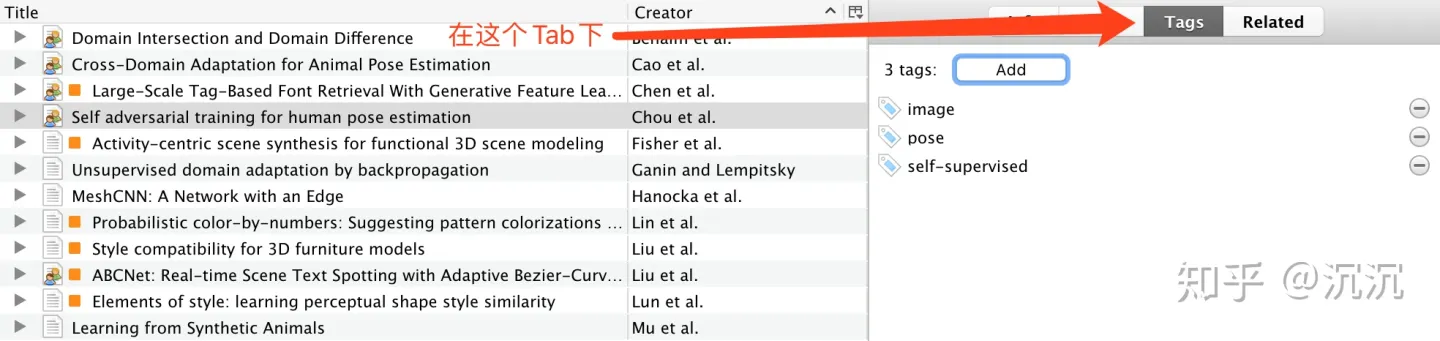 Title Creator
Domain Intersection and Domain Difference
Cross-Domain Adaptation for Animal Pose Estimation Cao et al.
Large-Scale Tag-Based Font Retrieval With Generative Feature Lea... Chen et al.
Self adversarial training for human pose estimation Chou et al.
Activity-centric scene synthesis for functional 3D scene modeling Fisher et al.
Unsupervised domain adaptation by backpropagation Ganin and Lempitsky
MeshCNN: A Network with an Edge Hanocka et al.
Probabilistic color-by-numbers: Suggesting pattern colorizations ... Lin et al.
Style compatibility for 3D furniture models Liu et al.
ABCNet: Real-time Scene Text Spotting with Adaptive Bezier-Curv... Liu et al.
Elements of style: learning perceptual shape style similarity Lun et al.
Learning from Synthetic Animals Mu et al.
在这个Tab下
Tags Related
3 tags: Add
image
pose
self-supervised
知乎 @沉沉